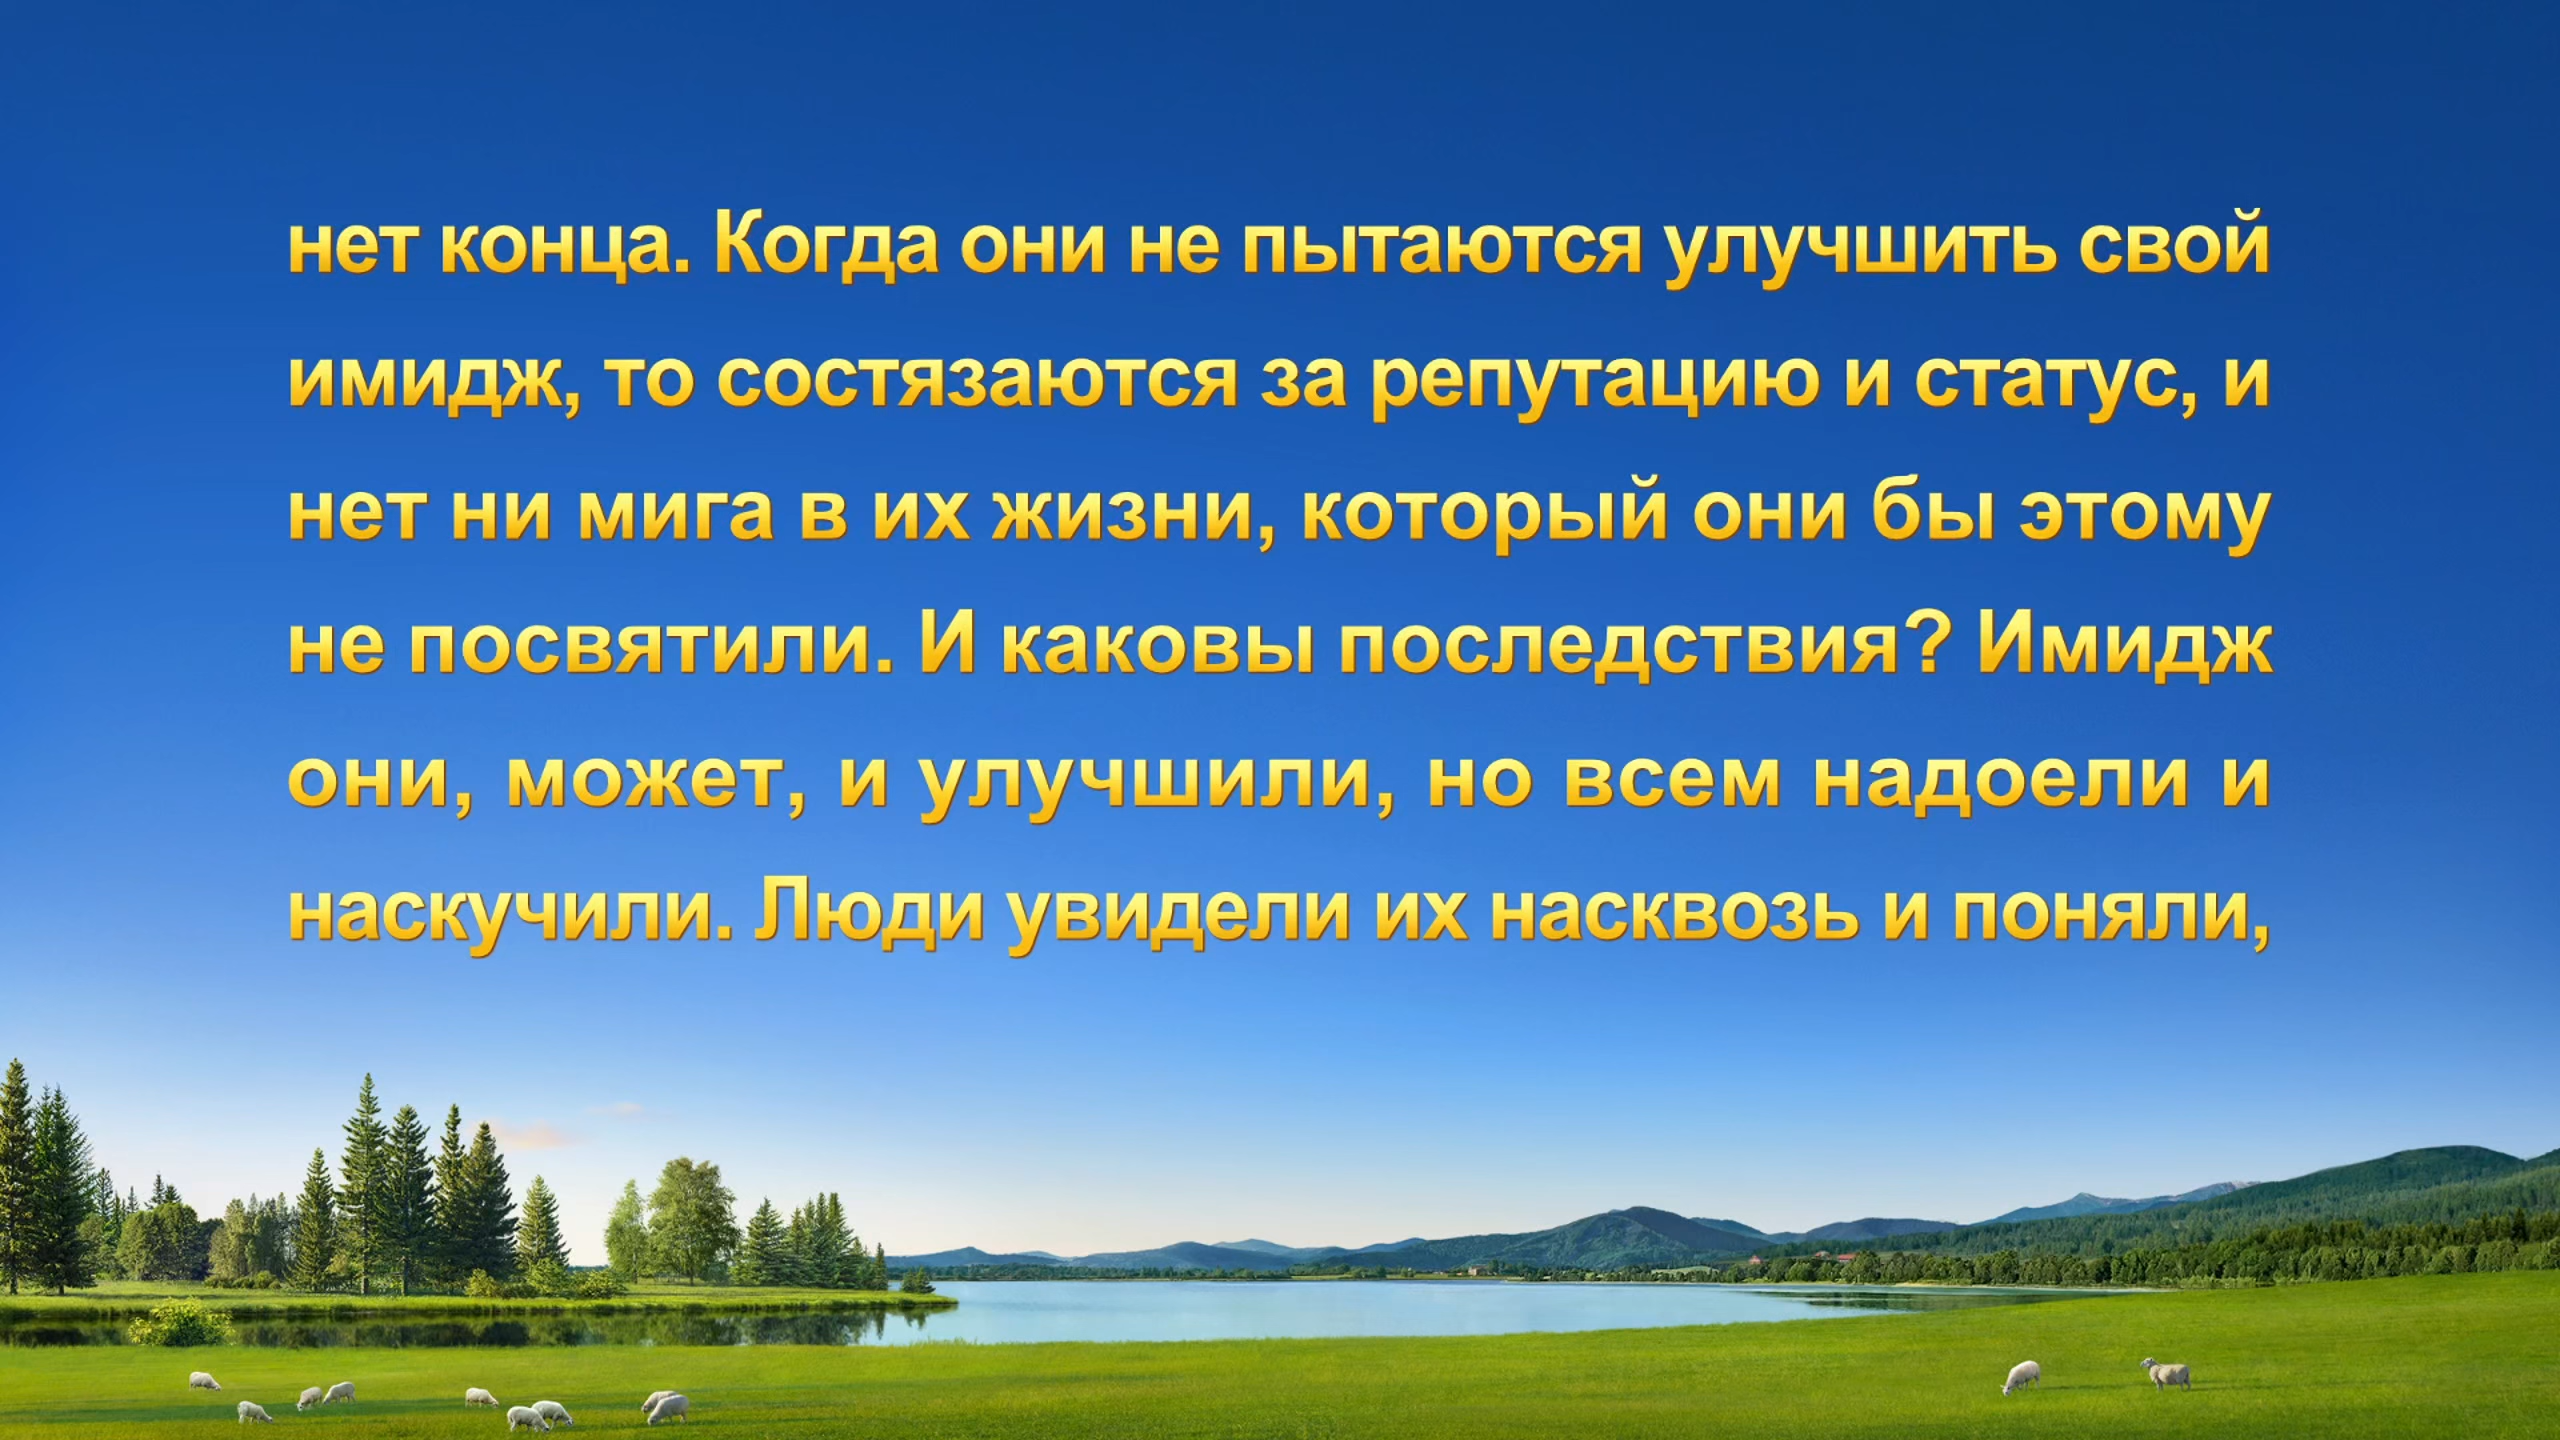 нет конца. Когда они не пытаются улучшить свой
имидж, то состязаются за репутацию и статус, и
нет ни мига в их жизни, который они бы этому
не посвятили. И каковы последствия? Имидж
они, может, и улучшили, но всем надоели и
наскучили. Люди увидели их насквозь и поняли,